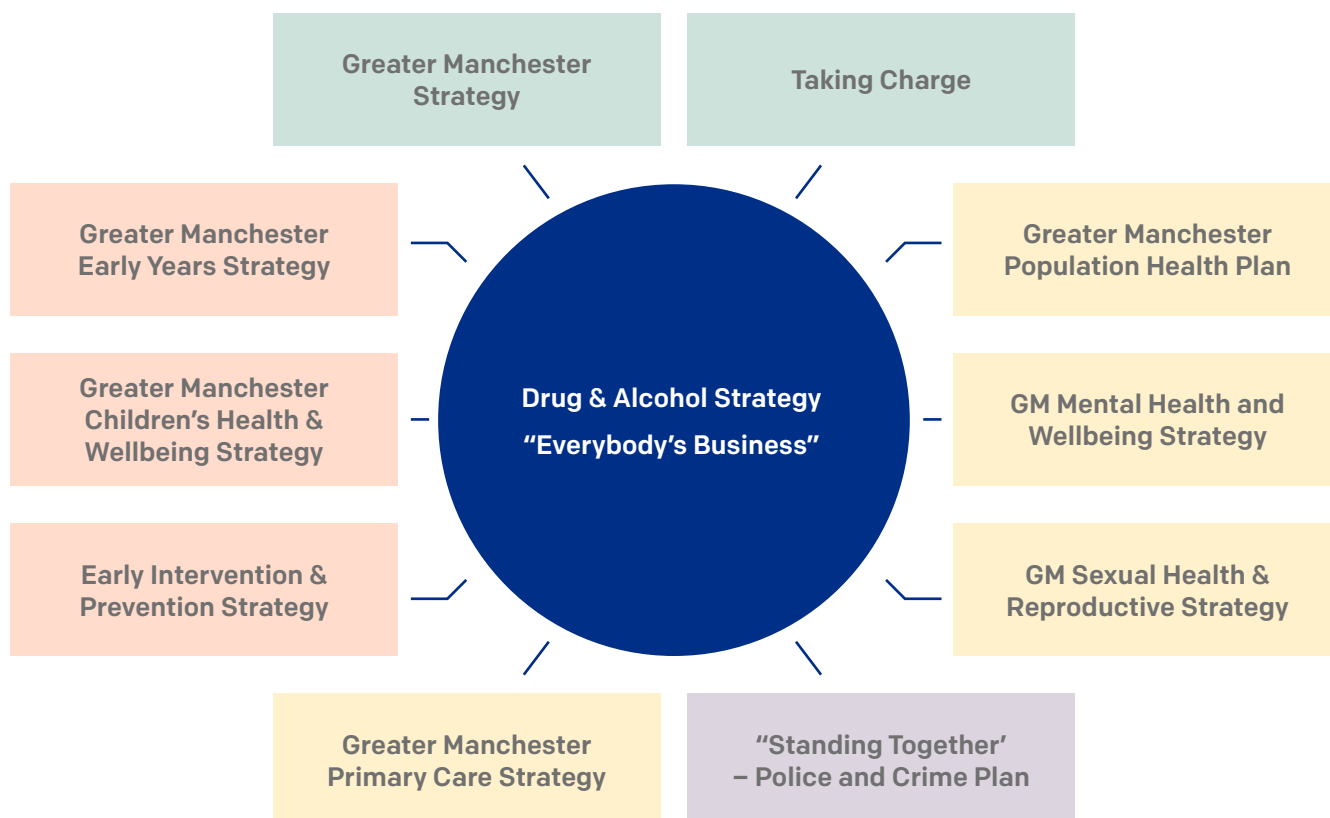 Greater Manchester
Strategy
Taking Charge
Greater Manchester
Early Years Strategy
Greater Manchester
Population Health Plan
Greater Manchester
Children’s Health &
Wellbeing Strategy
Drug & Alcohol Strategy
“Everybody’s Business”
GM Mental Health and
Wellbeing Strategy
Early Intervention &
Prevention Strategy
GM Sexual Health &
Reproductive Strategy
Greater Manchester
Primary Care Strategy
“Standing Together’
– Police and Crime Plan